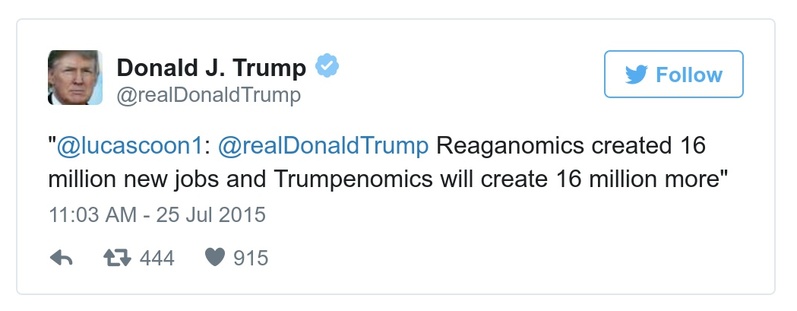 Donald J. Trump
@realDonaldTrump
Follow
"@lucascoon1: @realDonaldTrump Reaganomics created 16
million new jobs and Trumpenomics will create 16 million more"
11:03 AM - 25 Jul 2015
444 915